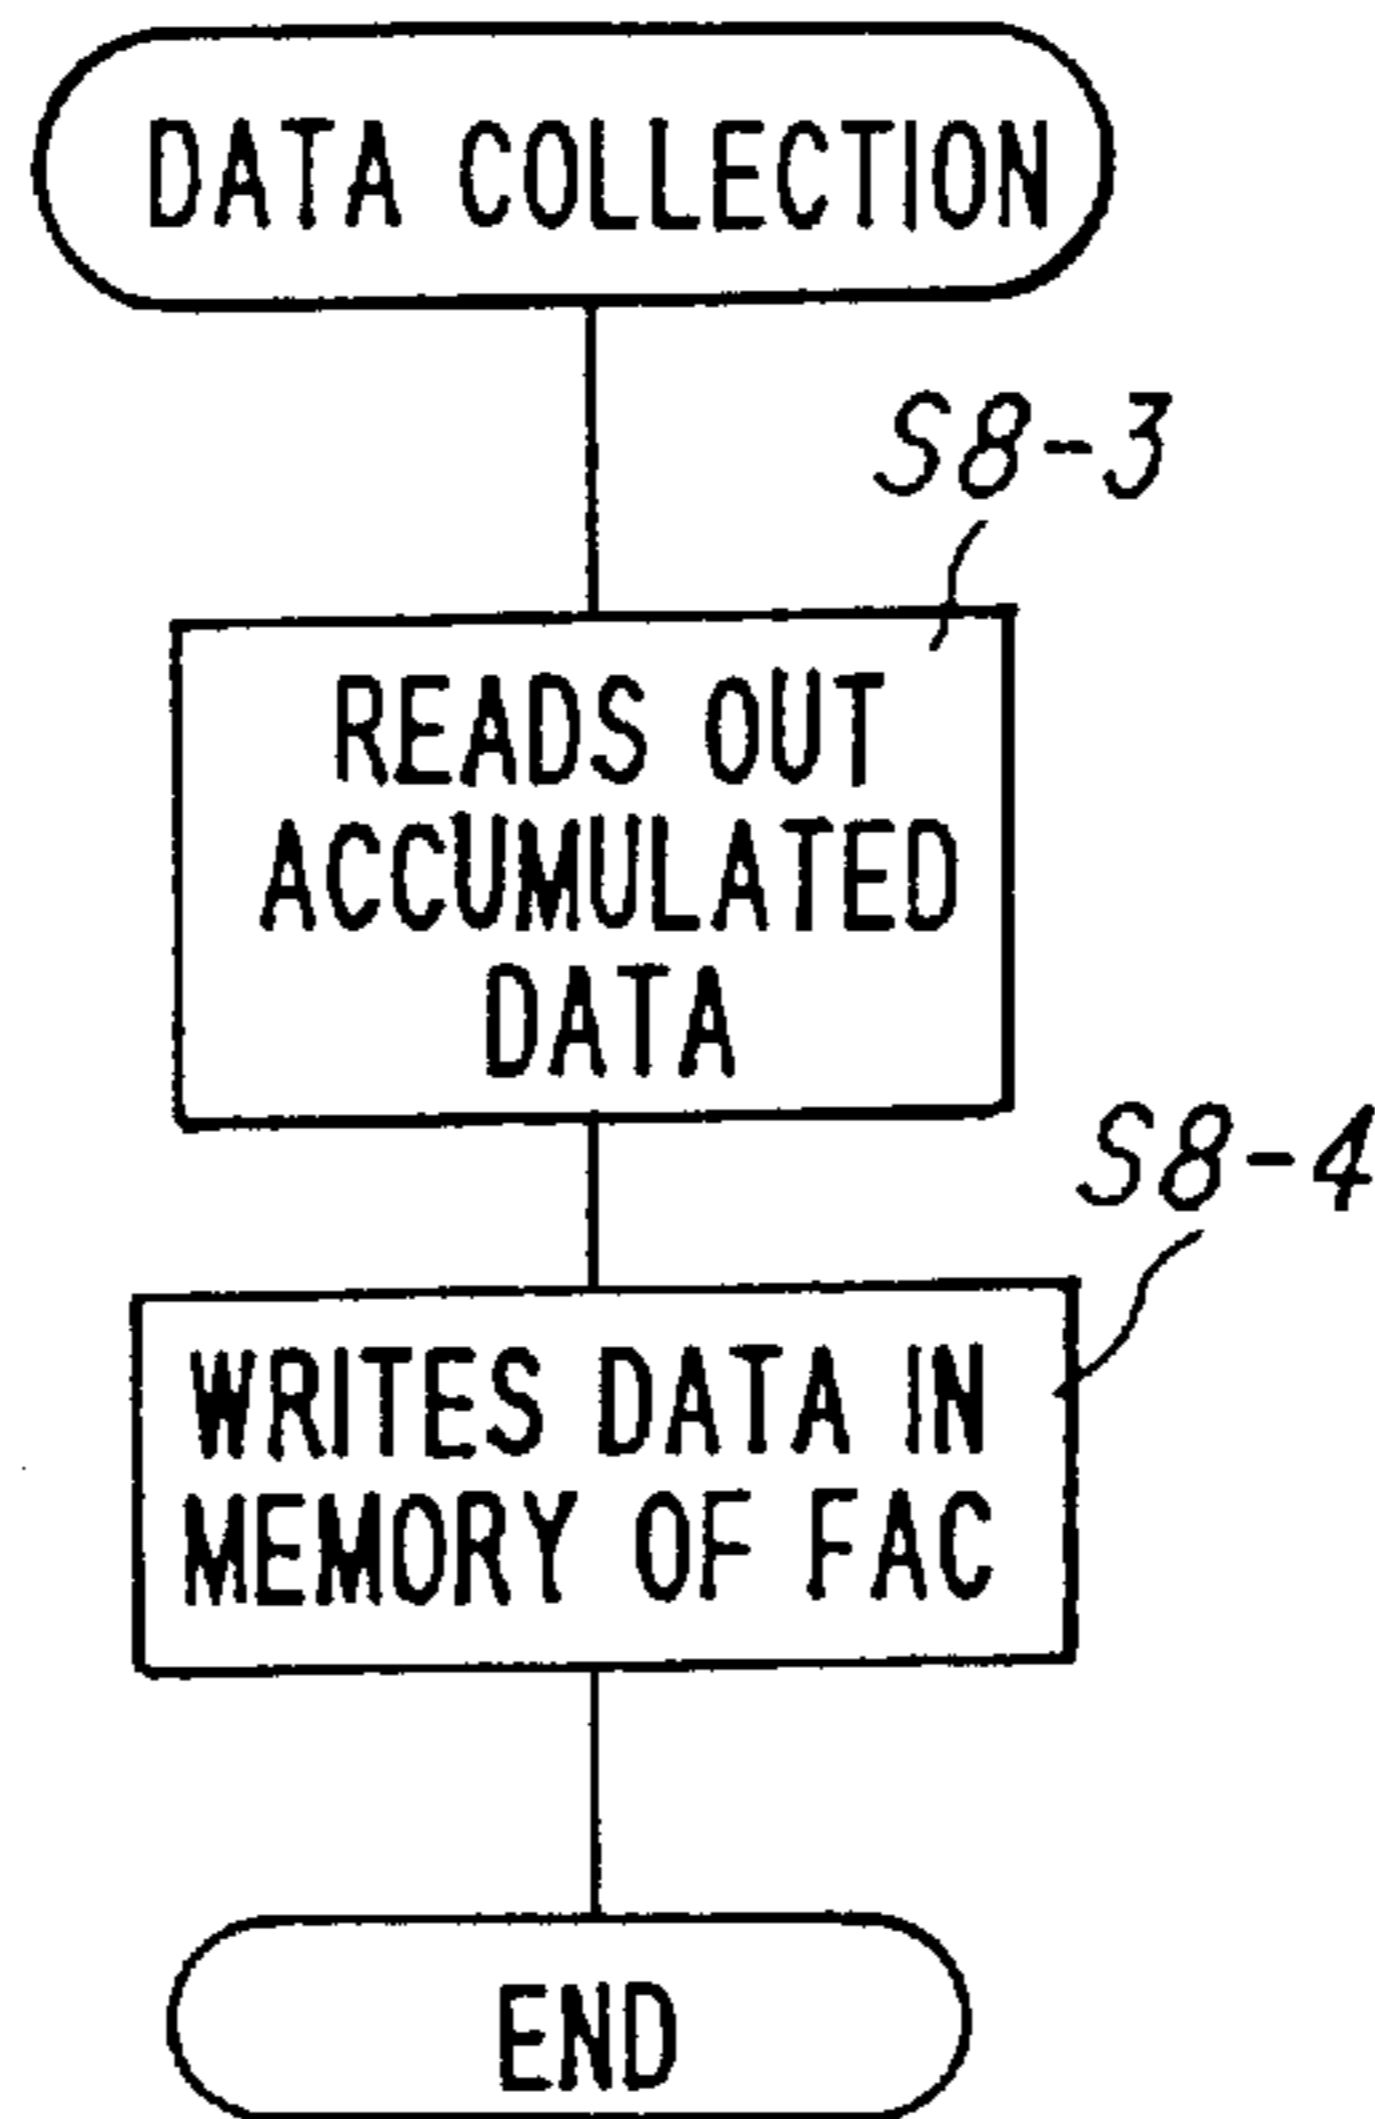 DATA COLLECTION
S8-3
READS OUT
ACCUMULATED
DATA
S8-4
WRITES DATA IN
MEMORY OF FAC
END